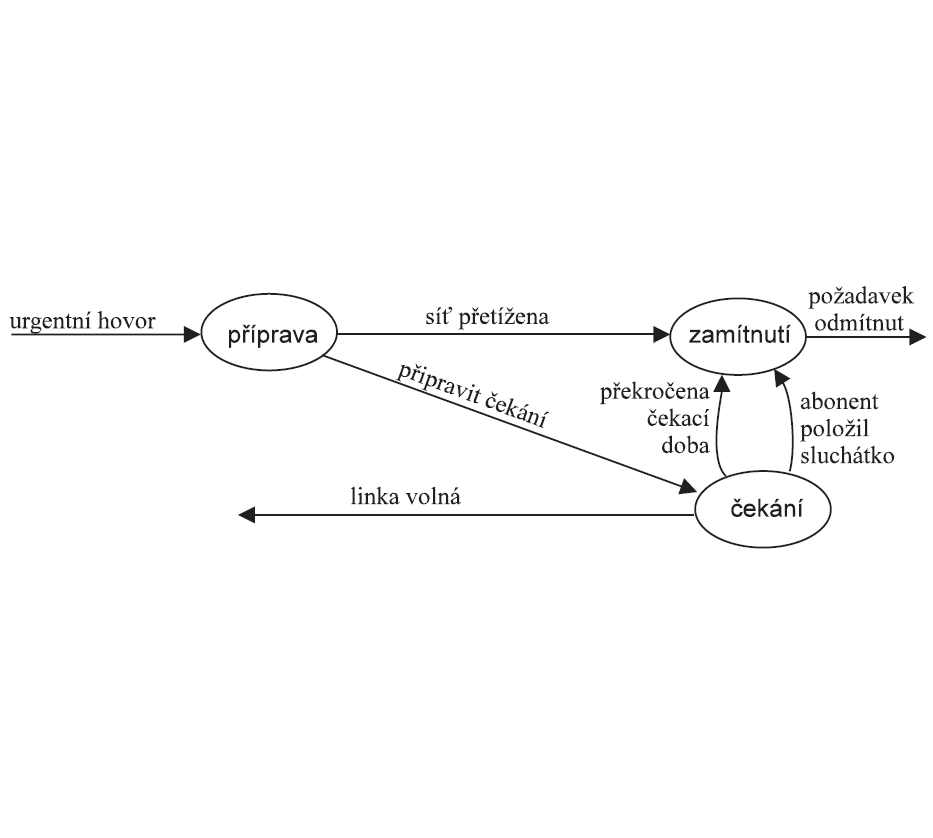 urgentní hovor
příprava
síť přetížena
zamítnutí
požadavek
odmítnut
připravit čekání
překročena
čekací
doba
abonent
položil
sluchátko
linka volná
čekání